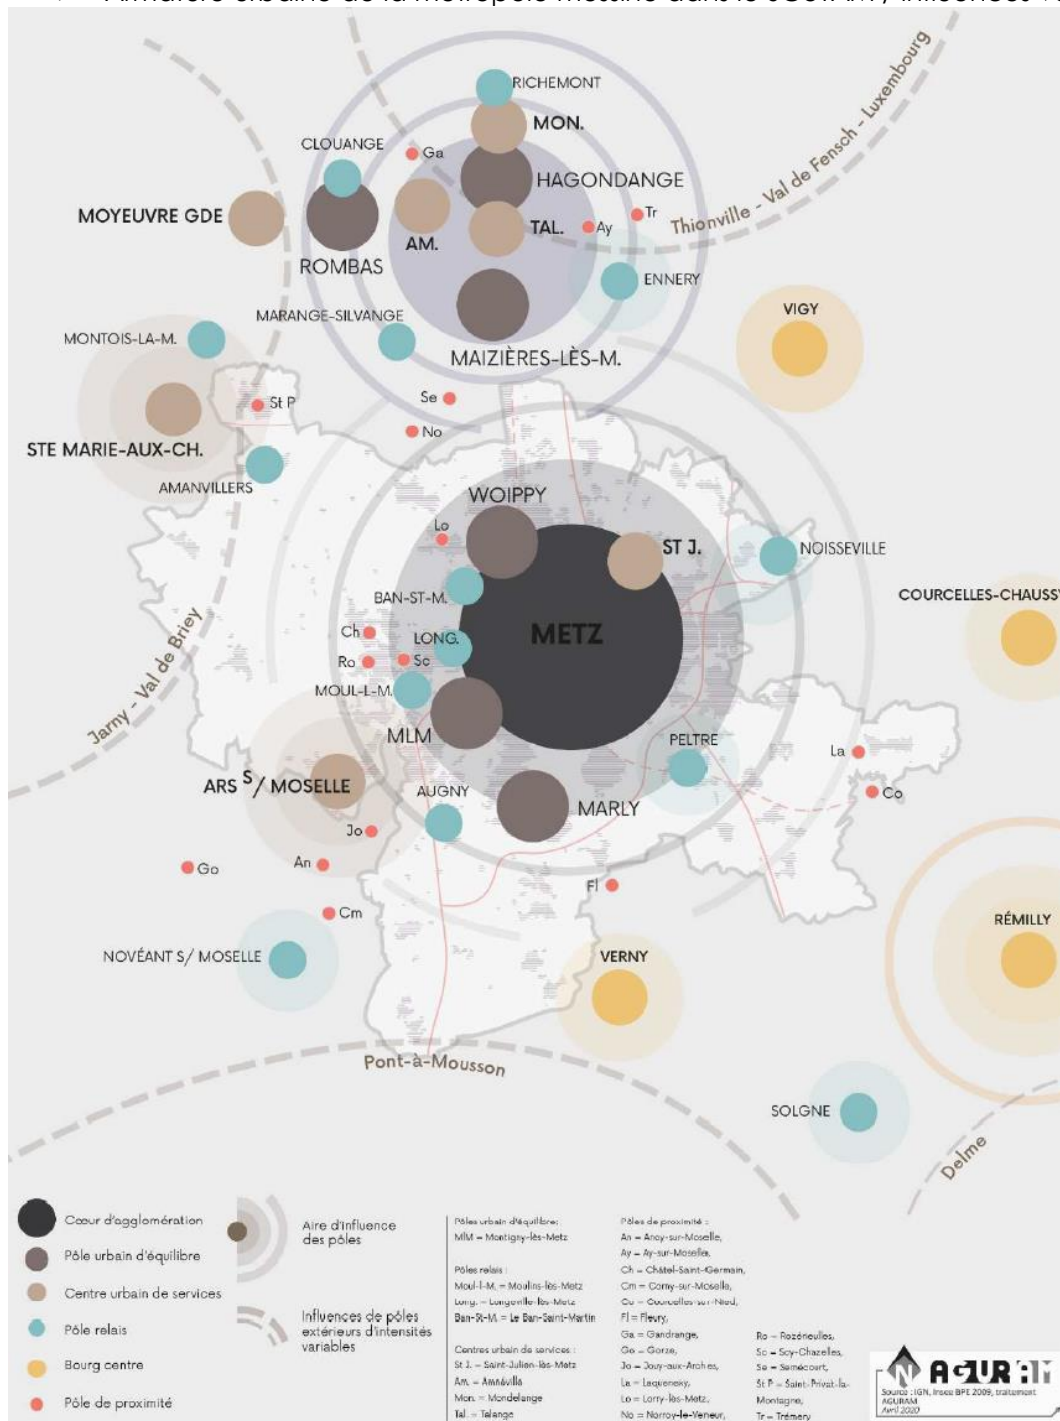 RICHEMONT
MON.
CLOUANGE
Ga
HAGONDANGE
MOYEUVRE GDE
AM.
TAL.
Ay
Tr
Thionville - Val de Fensch - Luxembourg
ROMBAS
ENNERY
MARANGE-SILVANGE
VIGY
MONTOIS-LA-M.
MAIZIÈRES-LÈS-M.
Se
St P
No
STE MARIE-AUX-CH.
AMANVILLERS
WOIPPY
Lo
ST J.
NOISSEVILLE
BAN-ST-M.
COURCELLES-CHAUSSY
Ch
LONG.
METZ
Ro
Sc
MOUL-L-M.
Jarny - Val de Briey
MLM
PELTRE
La
ARS S/ MOSELLE
AUGNY
MARLY
Co
Jo
An
Go
Fl
Cm
RÉMILLY
NOVÉANT S/ MOSELLE
VERNY
Pont-à-Mousson
SOLGNE
Delme
Cœur d'agglomération
Pôle urbain d'équilibre
Centre urbain de services
Pôle relais
Bourg centre
Pôle de proximité
Aire d'influence
des pôles
Influences de pôles
extérieurs d'intensités
variables
Pôles urbain d'équilibre:
MlM = Montigny-lès-Metz
Pôles relais :
Moul-l-M. = Moulins-lès-Metz
Long. = Longeville-lès-Metz
Ban-St-M. = Le Ban-Saint-Martin
Centres urbain de services :
St J. = Saint-Julien-lès-Metz
Am. = Amnéville
Mon. = Mondelange
Tal. = Talange
Pôles de proximité :
An = Ancy-sur-Moselle,
Ay = Ay-sur-Moselle,
Ch = Châtel-Saint-Germain,
Cm = Corny-sur-Moselle,
Co = Courcelles-sur-Nied,
Fl = Fleury,
Ga = Gandrange,
Go = Gorze,
Jo = Jouy-aux-Arches,
La = Laquenexy,
Lo = Lorry-lès-Metz,
No = Norroy-le-Veneur,
Ro = Rozérieulles,
Sc = Scy-Chazelles,
Se = Semécourt,
St P = Saint-Privat-la-
Montagne,
Tr = Trémery
AGURAM
Source : IGN, Insee BPE 2009, traitement
AGURAM
Avril 2020